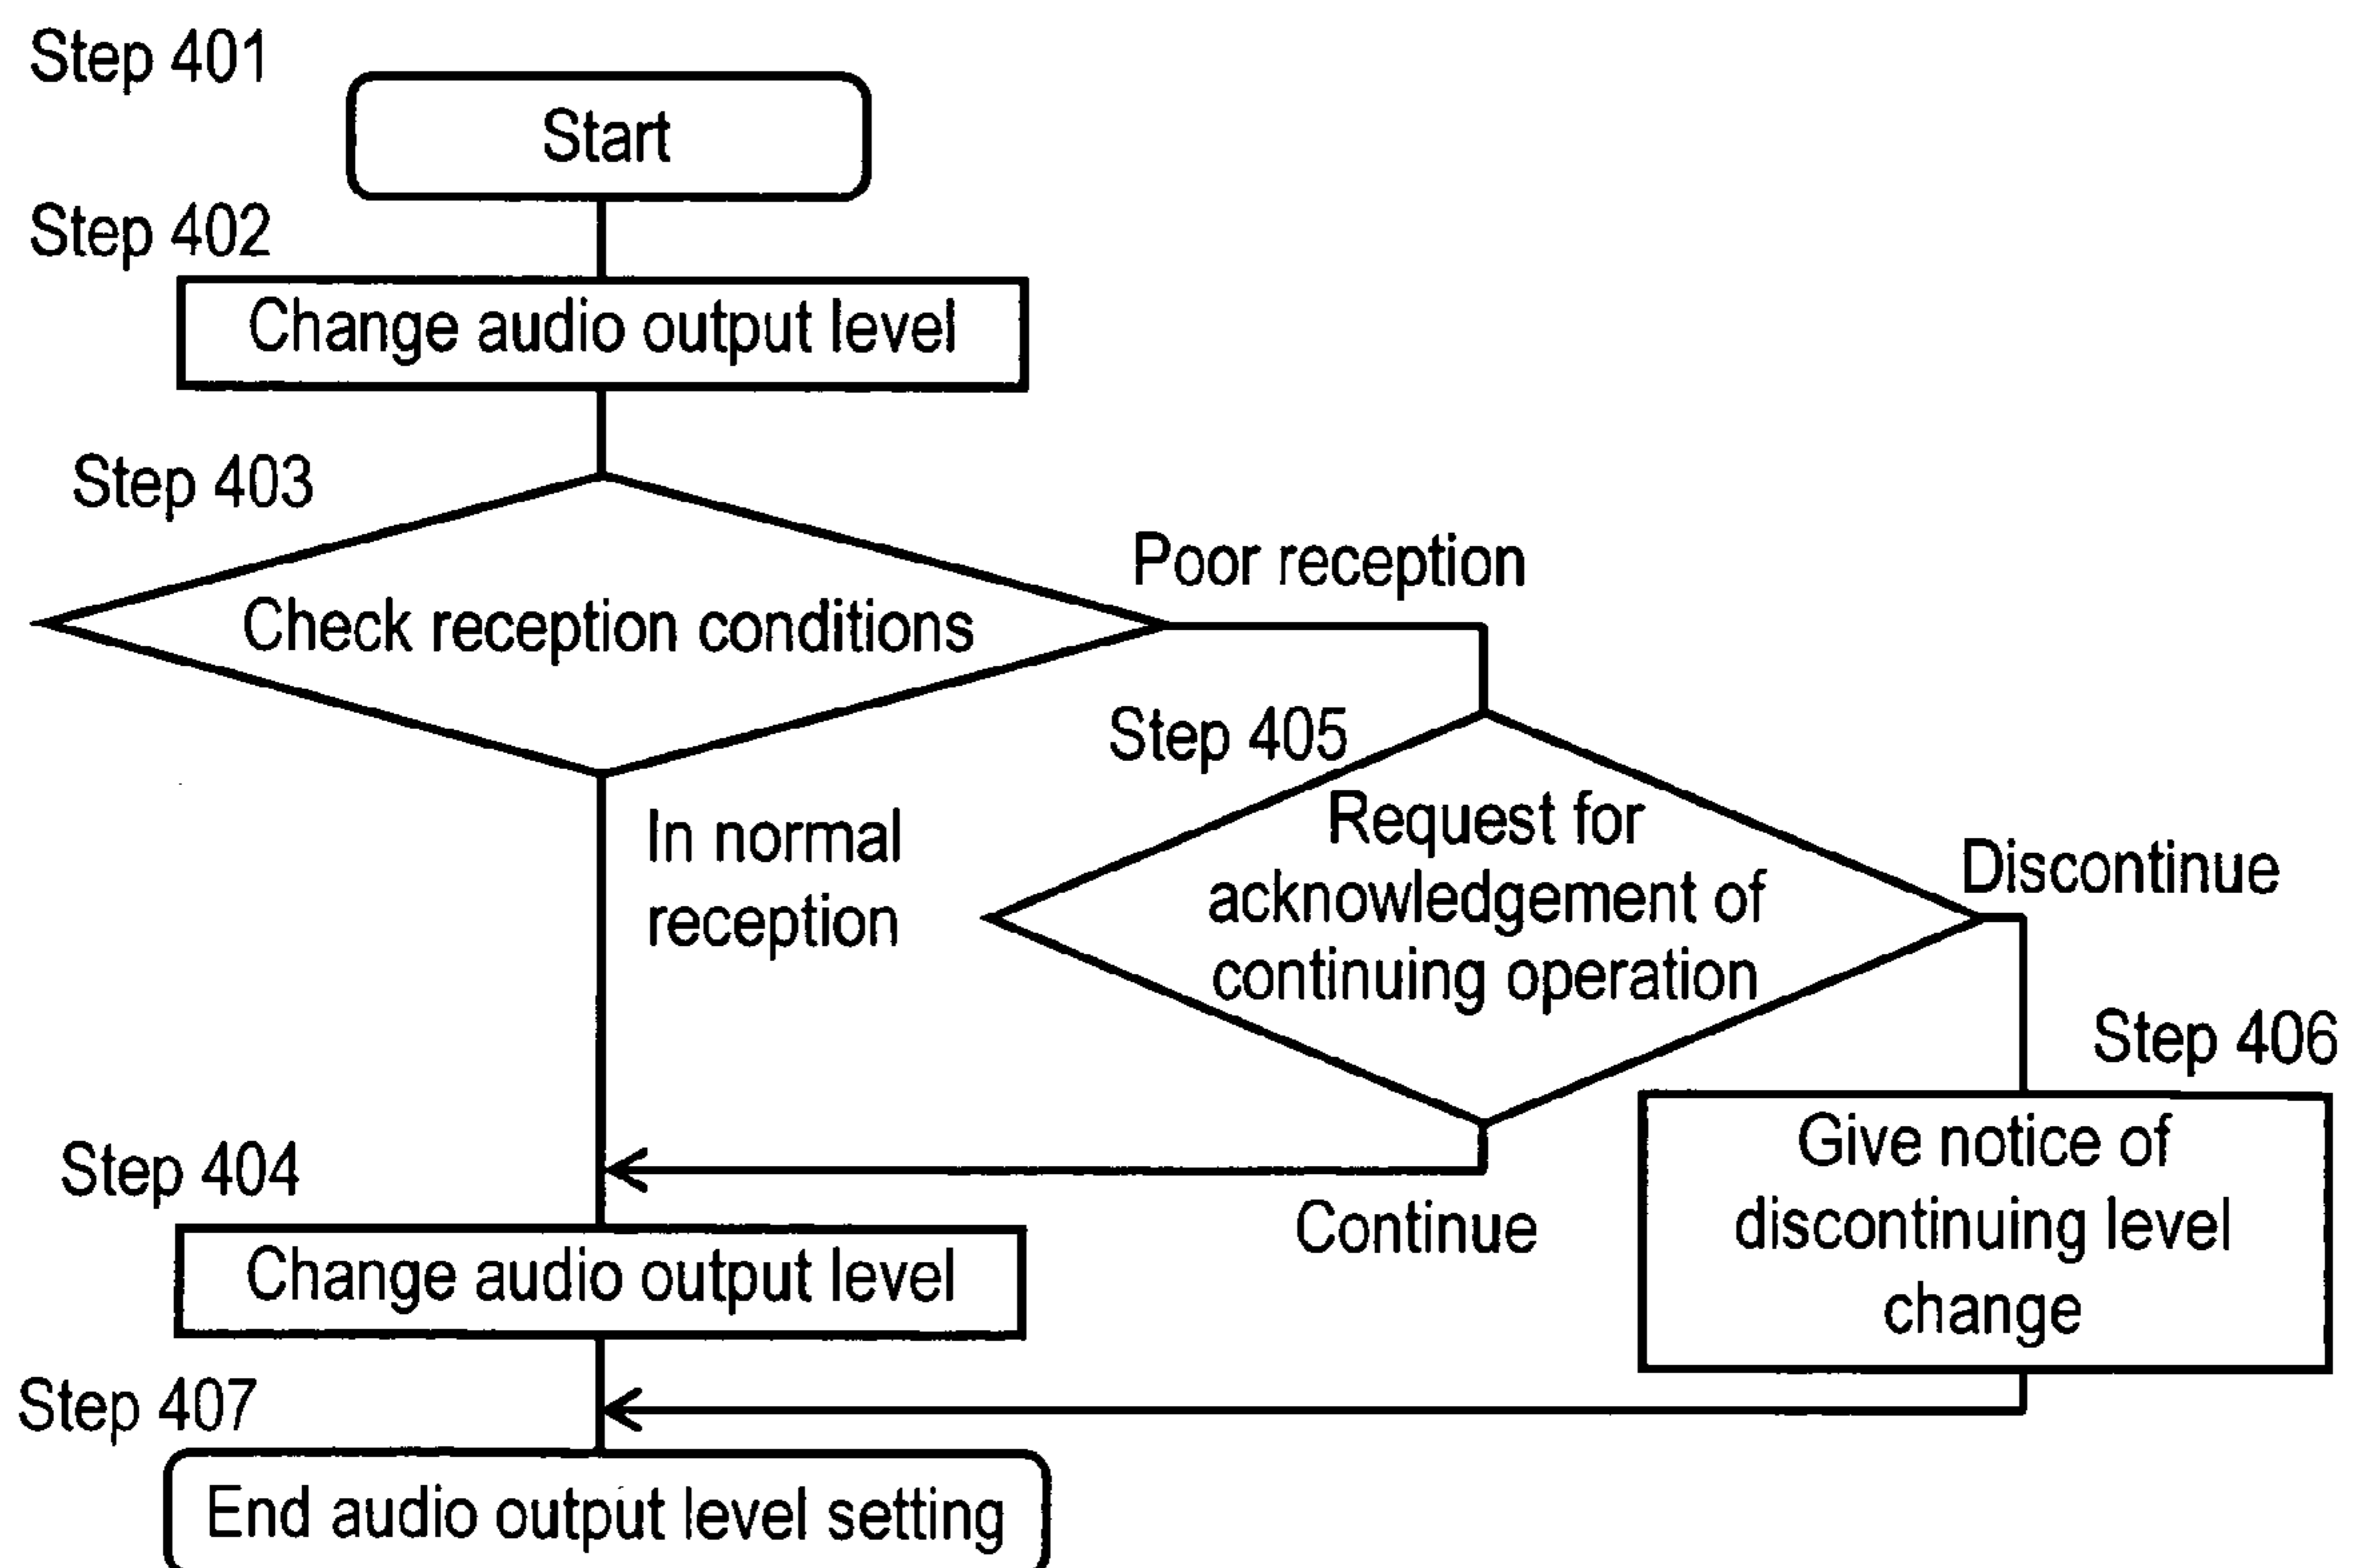 Step 401
Start
Step 402
Change audio output level
Step 403
Check reception conditions
Poor reception
In normal
reception
Step 405
Request for
acknowledgement of
continuing operation
Discontinue
Step 406
Give notice of
discontinuing level
change
Continue
Step 404
Change audio output level
Step 407
End audio output level setting